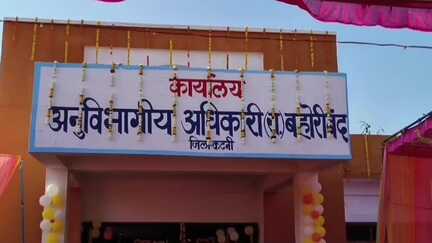 कार्यालय
अनुविभागीय अधिकारी (रा) बहोरीबंद
जिला कटनी